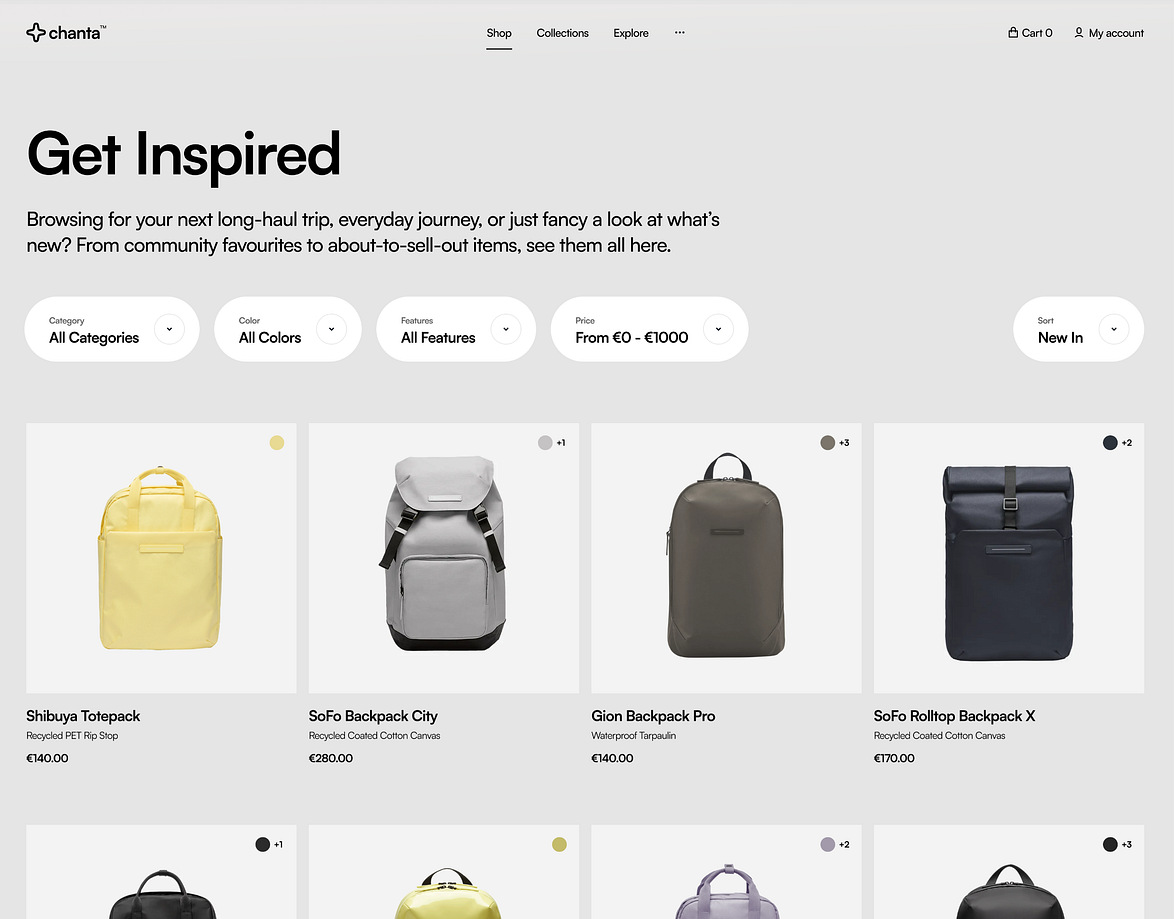 chanta™
Shop
Collections
Explore
···
Cart 0
My account
Get Inspired
Browsing for your next long-haul trip, everyday journey, or just fancy a look at what’s
new? From community favourites to about-to-sell-out items, see them all here.
Category
All Categories
Color
All Colors
Features
All Features
Price
From €0 - €1000
Sort
New In
+1
+3
+2
Shibuya Totepack
Recycled PET Rip Stop
€140.00
SoFo Backpack City
Recycled Coated Cotton Canvas
€280.00
Gion Backpack Pro
Waterproof Tarpaulin
€140.00
SoFo Rolltop Backpack X
Recycled Coated Cotton Canvas
€170.00
+1
+2
+3